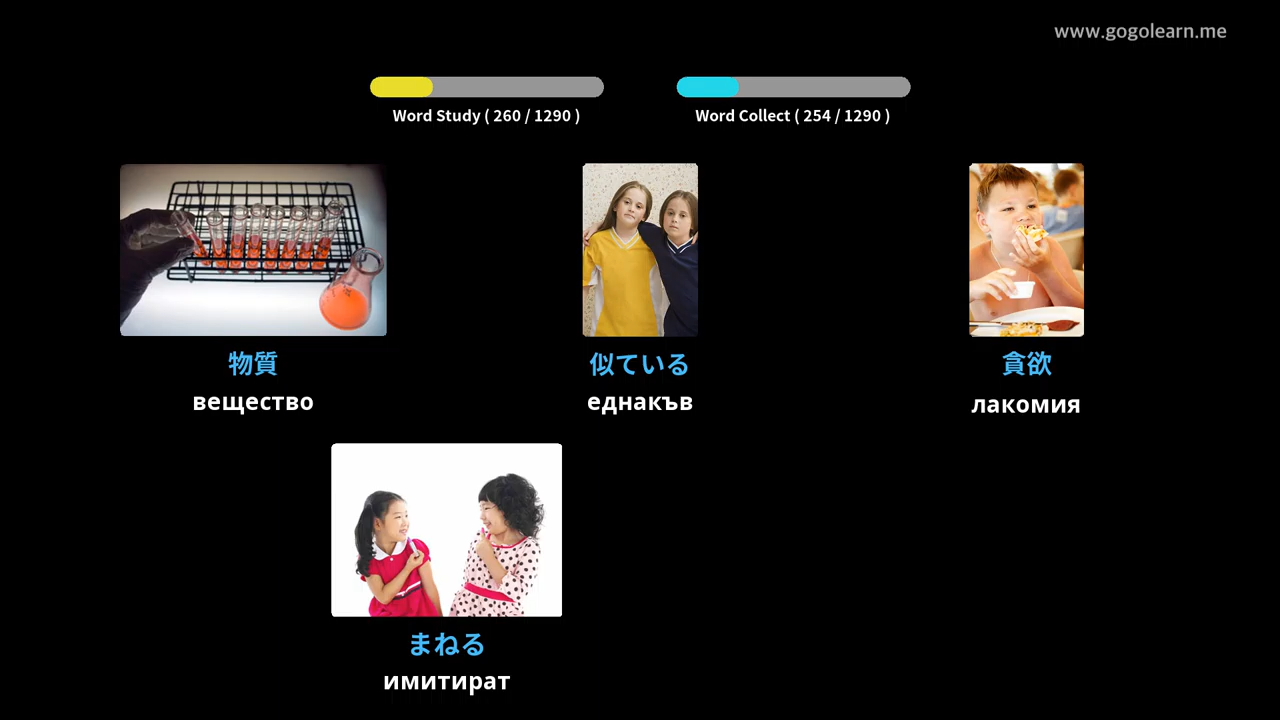 www.gogolearn.me
Word Study ( 260 / 1290 )
Word Collect ( 254 / 1290 )
物質
вещество
似ている
еднакъв
貪欲
лакомия
まねる
имитират